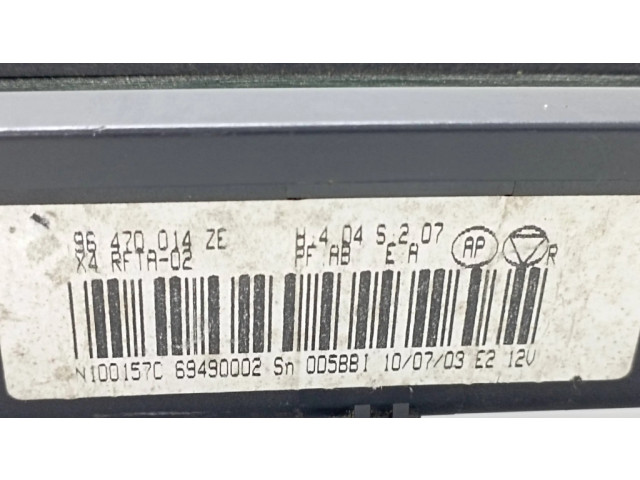 96 470 014 ZE H.4.04 S.2.07 AP
X4 RFTA-02 PF AB E A R
N100157C 69490002 Sn 005881 10/07/03 E2 12V